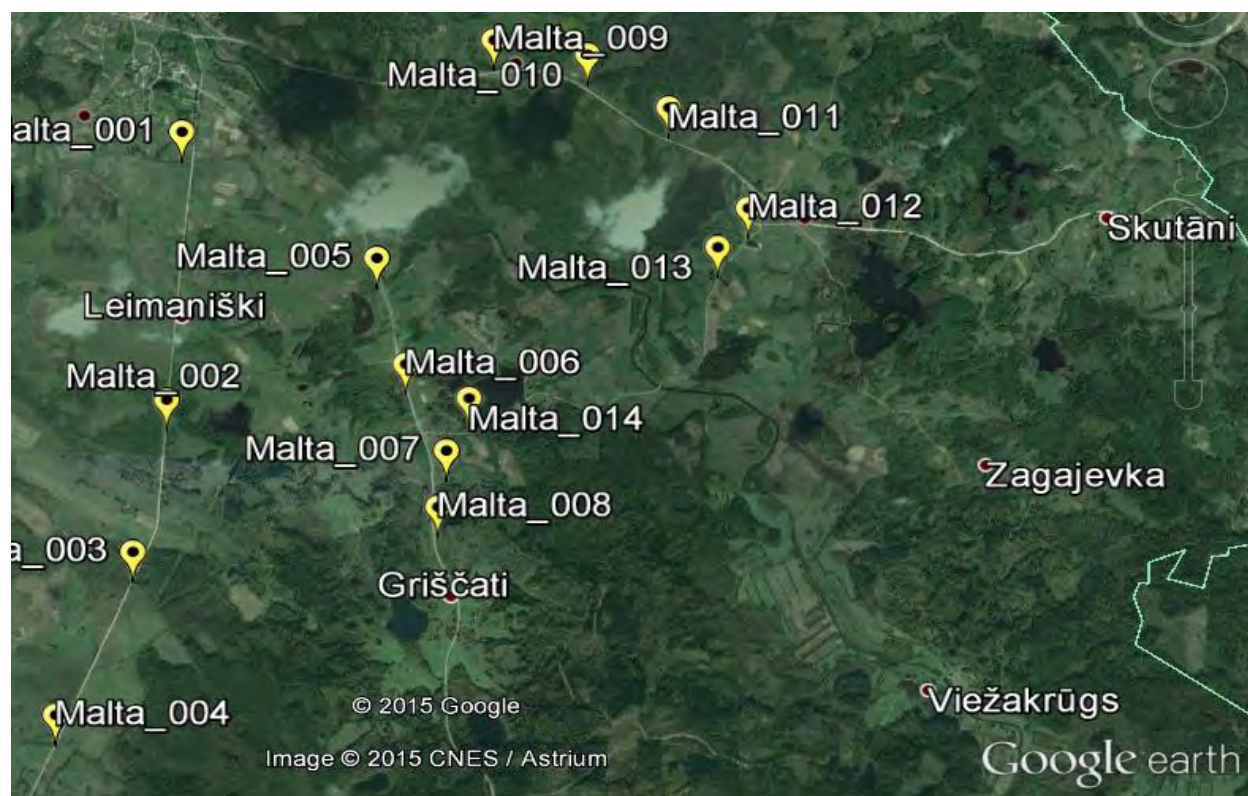 Malta_009
Malta_010
Malta_011
alta_001
Malta_012
Skutāni
Malta_005
Malta_013
Leimaniški
Malta_006
Malta_002
Malta_014
Malta_007
Zagajevka
Malta_008
a_003
Griščati
Viežakrūgs
Malta_004
© 2015 Google
Image © 2015 CNES / Astrium
Google earth